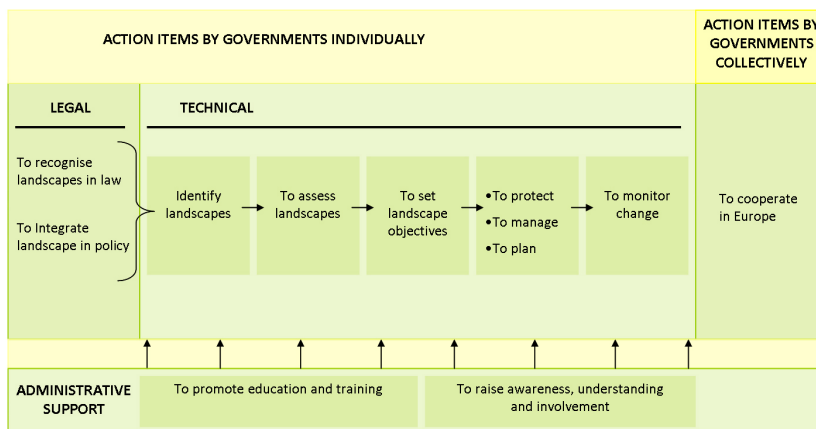 ACTION ITEMS BY GOVERNMENTS INDIVIDUALLY
ACTION ITEMS BY
GOVERNMENTS
COLLECTIVELY
LEGAL
TECHNICAL
To recognise
landscapes in law
To Integrate
landscape in policy
Identify
landscapes
To assess
landscapes
To set
landscape
objectives
•To protect
•To manage
•To plan
To monitor
change
To cooperate
in Europe
ADMINISTRATIVE
SUPPORT
To promote education and training
To raise awareness, understanding
and involvement